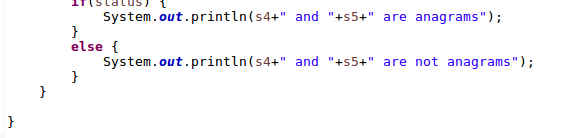 if(status) {
System.out.println(s4+" and "+s5+" are anagrams");
}
else {
System.out.println(s4+" and "+s5+" are not anagrams");
}
}
}